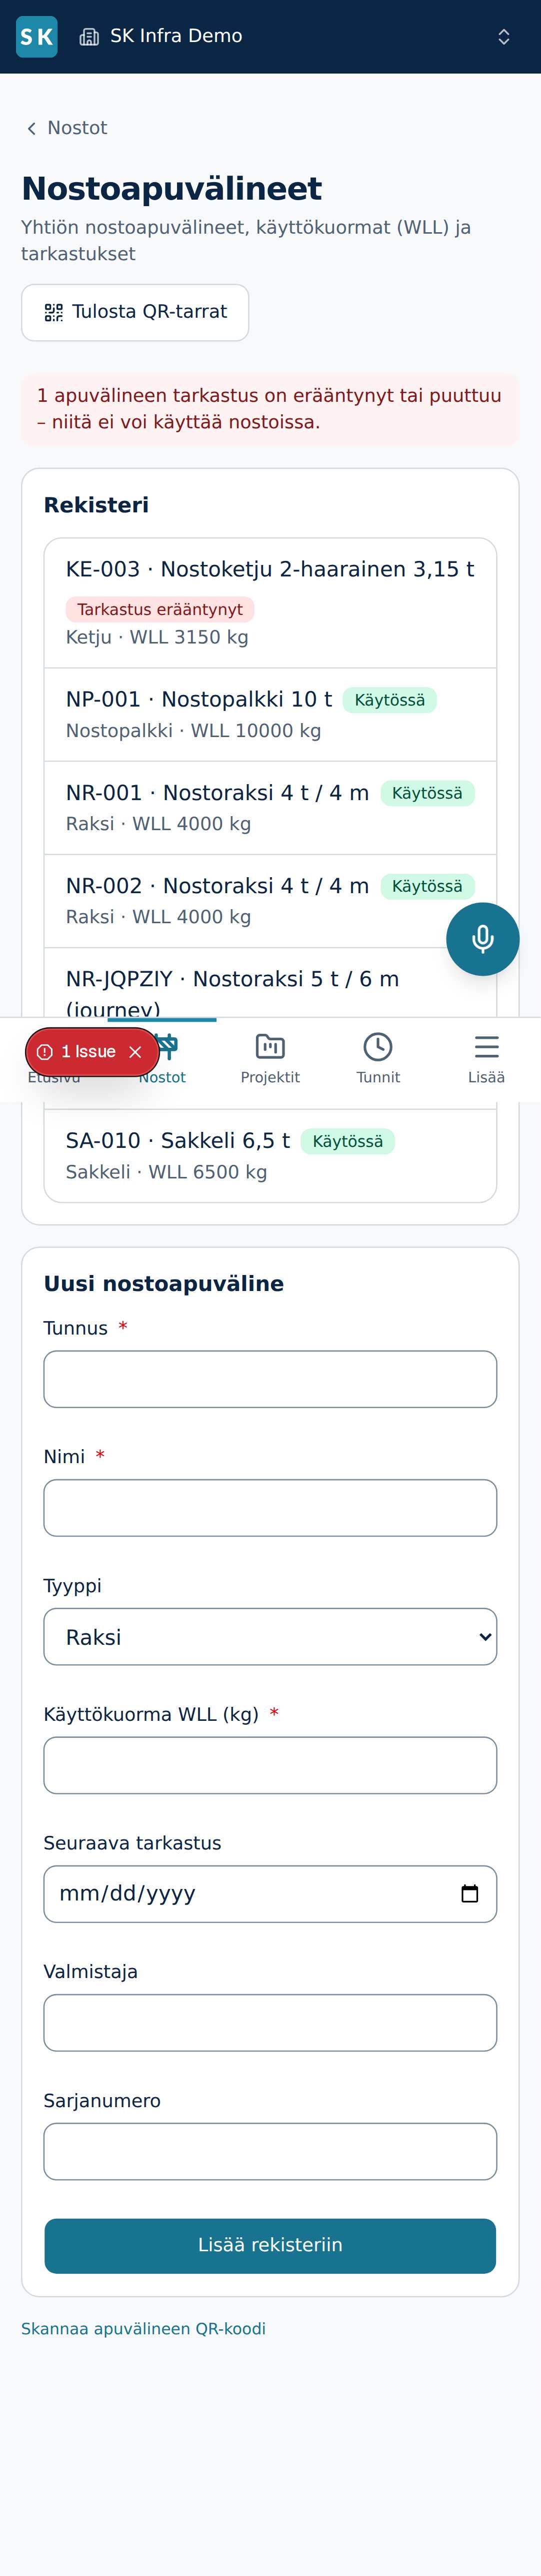 SK
SK Infra Demo
Nostot
Nostoapuvälineet
Yhtiön nostoapuvälineet, käyttökuormat (WLL) ja
tarkastukset
Tulosta QR-tarrat
1 apuvälineen tarkastus on erääntynyt tai puuttuu
– niitä ei voi käyttää nostoissa.
Rekisteri
KE-003 · Nostoketju 2-haarainen 3,15 t
Tarkastus erääntynyt
Ketju · WLL 3150 kg
NP-001 · Nostopalkki 10 t Käytössä
Nostopalkki · WLL 10000 kg
NR-001 · Nostoraksi 4 t / 4 m Käytössä
Raksi · WLL 4000 kg
NR-002 · Nostoraksi 4 t / 4 m Käytössä
Raksi · WLL 4000 kg
NR-JQPZIY · Nostoraksi 5 t / 6 m
(journey)
1 Issue
Etusivu Nostot Projektit Tunnit Lisää
SA-010 · Sakkeli 6,5 t Käytössä
Sakkeli · WLL 6500 kg
Uusi nostoapuväline
Tunnus *
Nimi *
Tyyppi
Raksi
Käyttökuorma WLL (kg) *
Seuraava tarkastus
mm/dd/yyyy
Valmistaja
Sarjanumero
Lisää rekisteriin
Skannaa apuvälineen QR-koodi